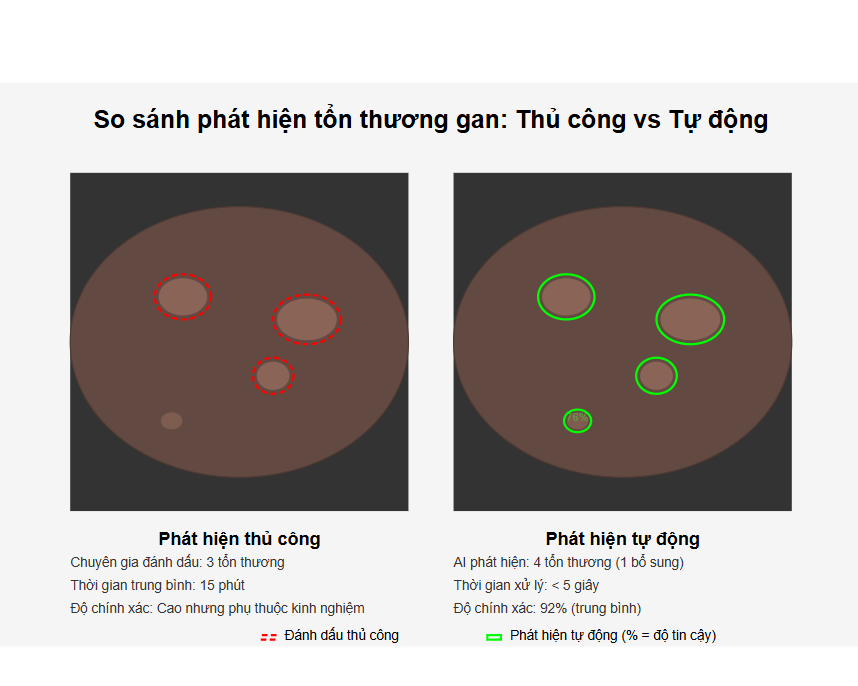 So sánh phát hiện tổn thương gan: Thủ công vs Tự động
76%
Phát hiện thủ công
Chuyên gia đánh dấu: 3 tổn thương
Thời gian trung bình: 15 phút
Độ chính xác: Cao nhưng phụ thuộc kinh nghiệm
Đánh dấu thủ công
Phát hiện tự động
AI phát hiện: 4 tổn thương (1 bổ sung)
Thời gian xử lý: < 5 giây
Độ chính xác: 92% (trung bình)
Phát hiện tự động (% = độ tin cậy)